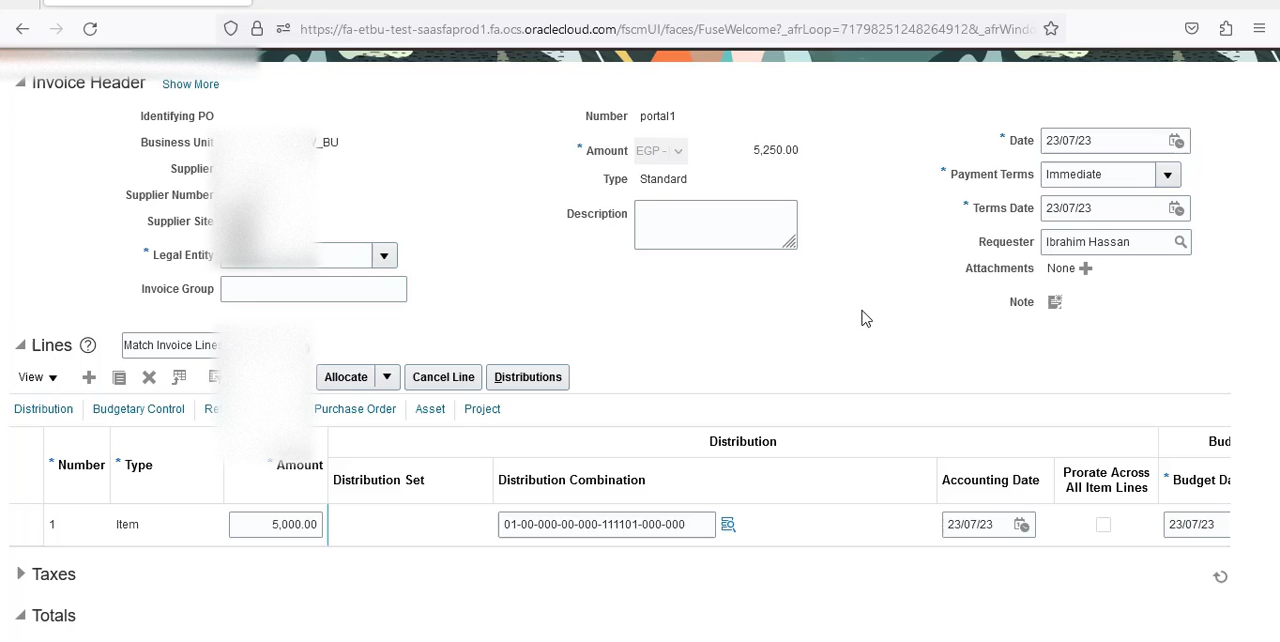 https://fa-etbu-test-saasfaprod1.fa.ocs.oraclecloud.com/fscmUI/faces/FuseWelcome?_afrLoop=71798251248264912&_afrWindo
Invoice Header Show More
Identifying PO
Business Unit _BU
Supplier
Supplier Number
Supplier Site
* Legal Entity
Invoice Group
Number portal1
* Amount EGP - 5,250.00
Type Standard
Description
* Date 23/07/23
* Payment Terms Immediate
* Terms Date 23/07/23
Requester Ibrahim Hassan
Attachments None
Note
Lines Match Invoice Lines
View Allocate Cancel Line Distributions
Distribution Budgetary Control Purchase Order Asset Project
* Number * Type * Amount Distribution
Distribution Set Distribution Combination Accounting Date Prorate Across
All Item Lines * Budget Da
1 Item 5,000.00 01-00-000-00-000-111101-000-000 23/07/23 23/07/23
Taxes
Totals